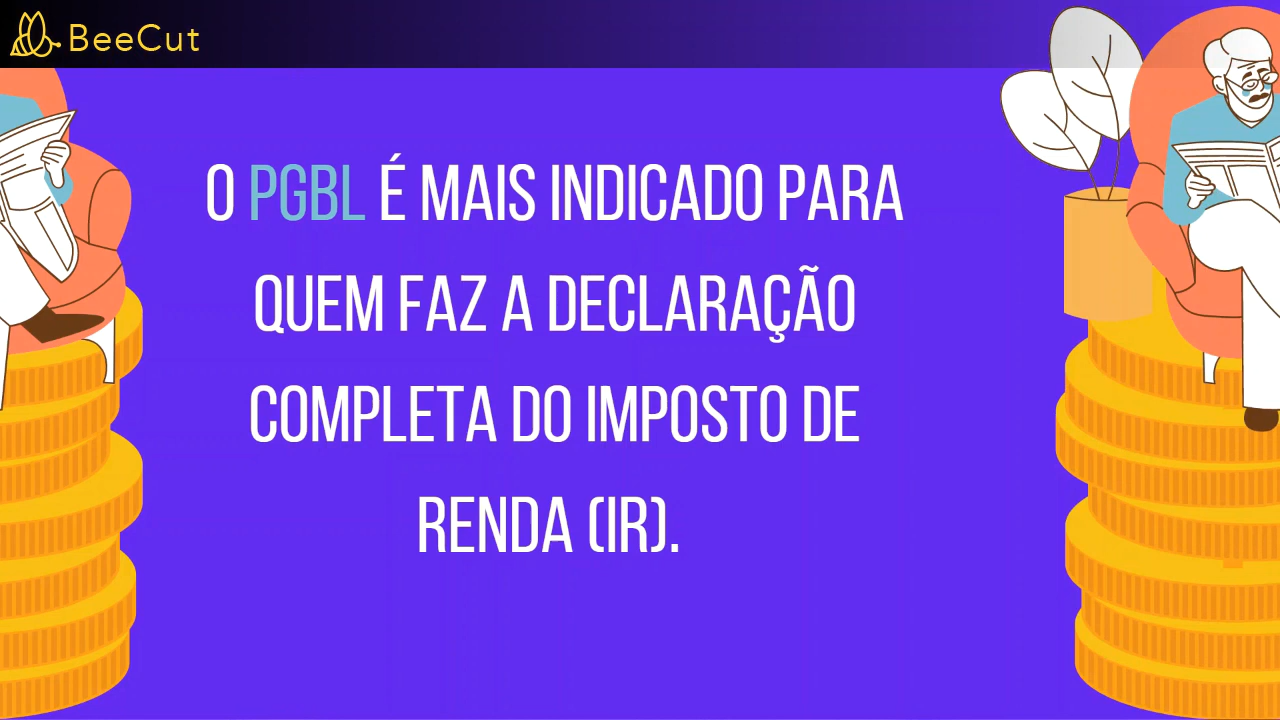 BeeCut
O PGBL É MAIS INDICADO PARA
QUEM FAZ A DECLARAÇÃO
COMPLETA DO IMPOSTO DE
RENDA (IR).